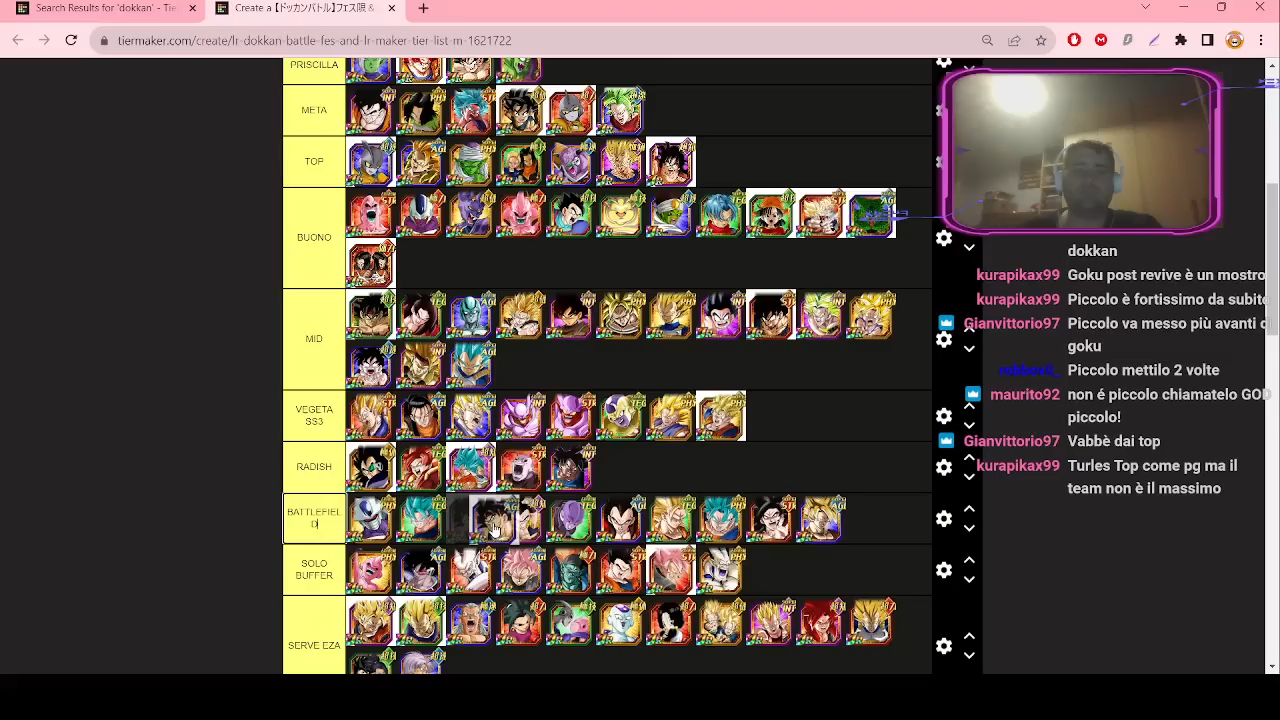 Search Results for 'dokkan' - Tie
Create a 【ドッカンバトル】フェス限 &
tiermaker.com/create/lr-dokkan-battle-fes-and-lr-maker-tier-list-m-1621722
PRISCILLA
META
TOP
BUONO
MID
VEGETA
SS3
RADISH
BATTLEFIEL
D
SOLO
BUFFER
SERVE EZA
dokkan
kurapikax99 Goku post revive è un mostro
kurapikax99 Piccolo è fortissimo da subito
Gianvittorio97 Piccolo va messo più avanti di
goku
Piccolo mettilo 2 volte
maurito92 non é piccolo chiamatelo GOD
piccolo!
Gianvittorio97 Vabbè dai top
kurapikax99 Turles Top come pg ma il
team non è il massimo